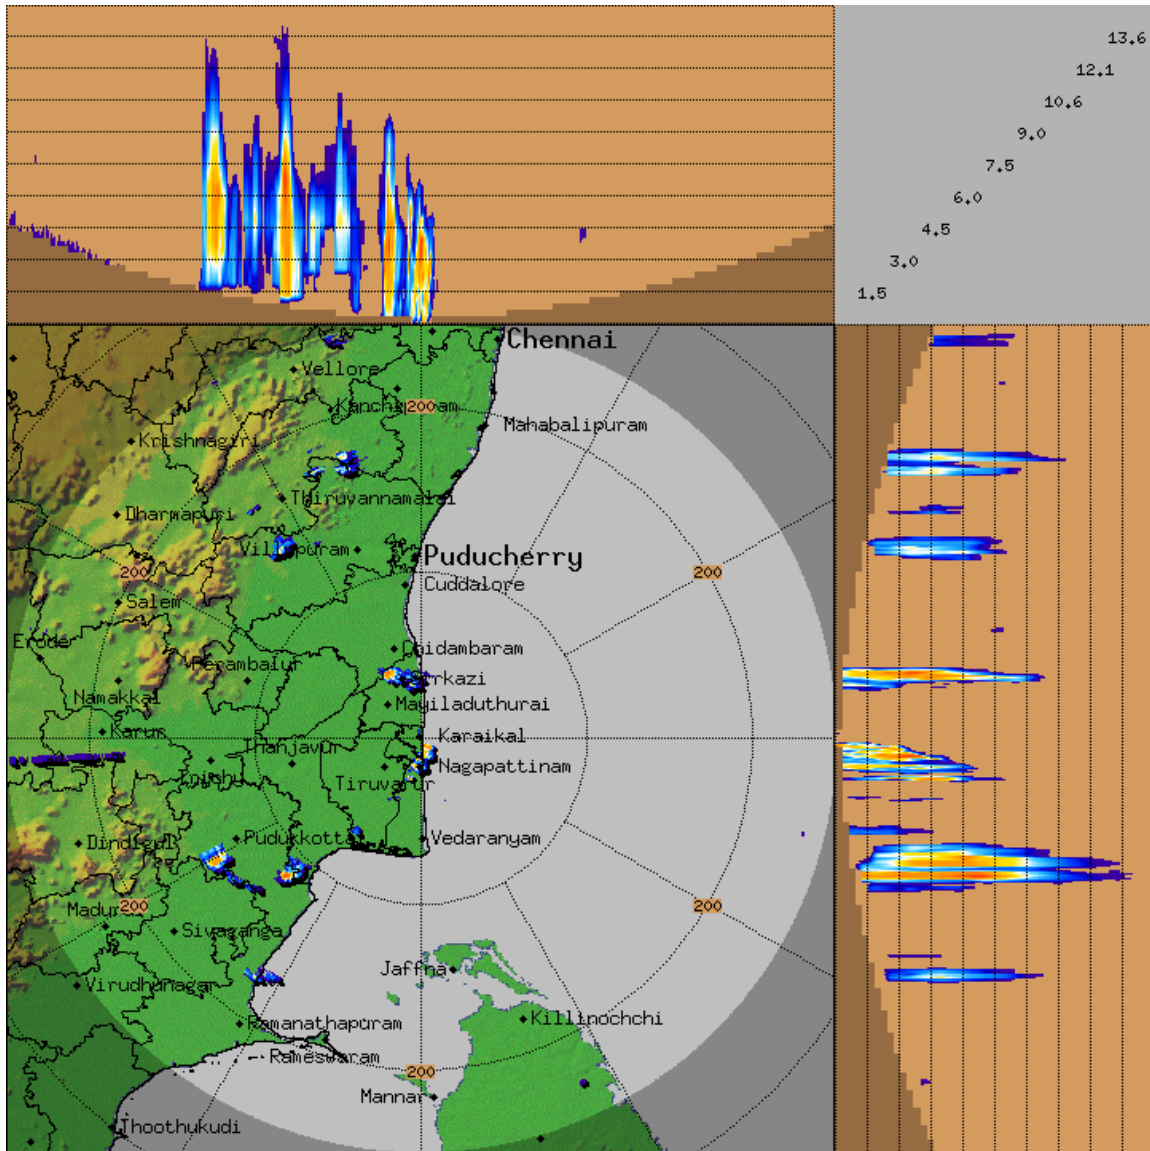 13.6
12.1
10.6
9.0
7.5
6.0
4.5
3.0
1.5
Chennai
Vellore
200
Mahabalipuram
Krishnagiri
Thiruvannamalai
Dharmapuri
Villupuram
Puducherry
200
200
Cuddalore
Salem
Erode
Chidambaram
Perambalur
Sirkazi
Namakkal
Mayiladuthurai
Karur
Karaikal
Thanjavur
Nagapattinam
Trichy
Tiruvarur
Pudukkottai
Vedaranyam
Dindigul
200
200
Sivaganga
Jaffna
Virudhunagar
Ramanathapuram
Killinochchi
Rameswaram
200
Mannar
Thoothukudi